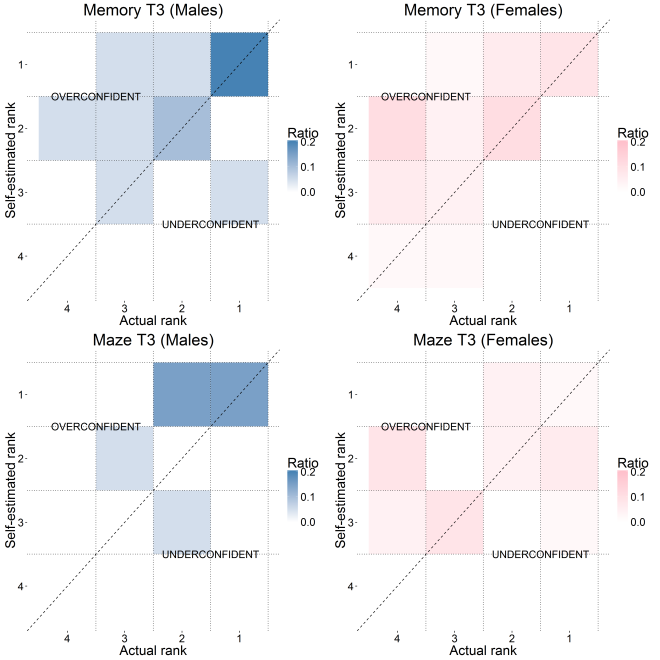 Memory T3 (Males)
Self-estimated rank
1
2
3
4
OVERCONFIDENT
UNDERCONFIDENT
4 3 2 1
Actual rank
Ratio
0.2
0.1
0.0
Memory T3 (Females)
Self-estimated rank
1
2
3
4
OVERCONFIDENT
UNDERCONFIDENT
4 3 2 1
Actual rank
Ratio
0.2
0.1
0.0
Maze T3 (Males)
Self-estimated rank
1
2
3
4
OVERCONFIDENT
UNDERCONFIDENT
4 3 2 1
Actual rank
Ratio
0.2
0.1
0.0
Maze T3 (Females)
Self-estimated rank
1
2
3
4
OVERCONFIDENT
UNDERCONFIDENT
4 3 2 1
Actual rank
Ratio
0.2
0.1
0.0